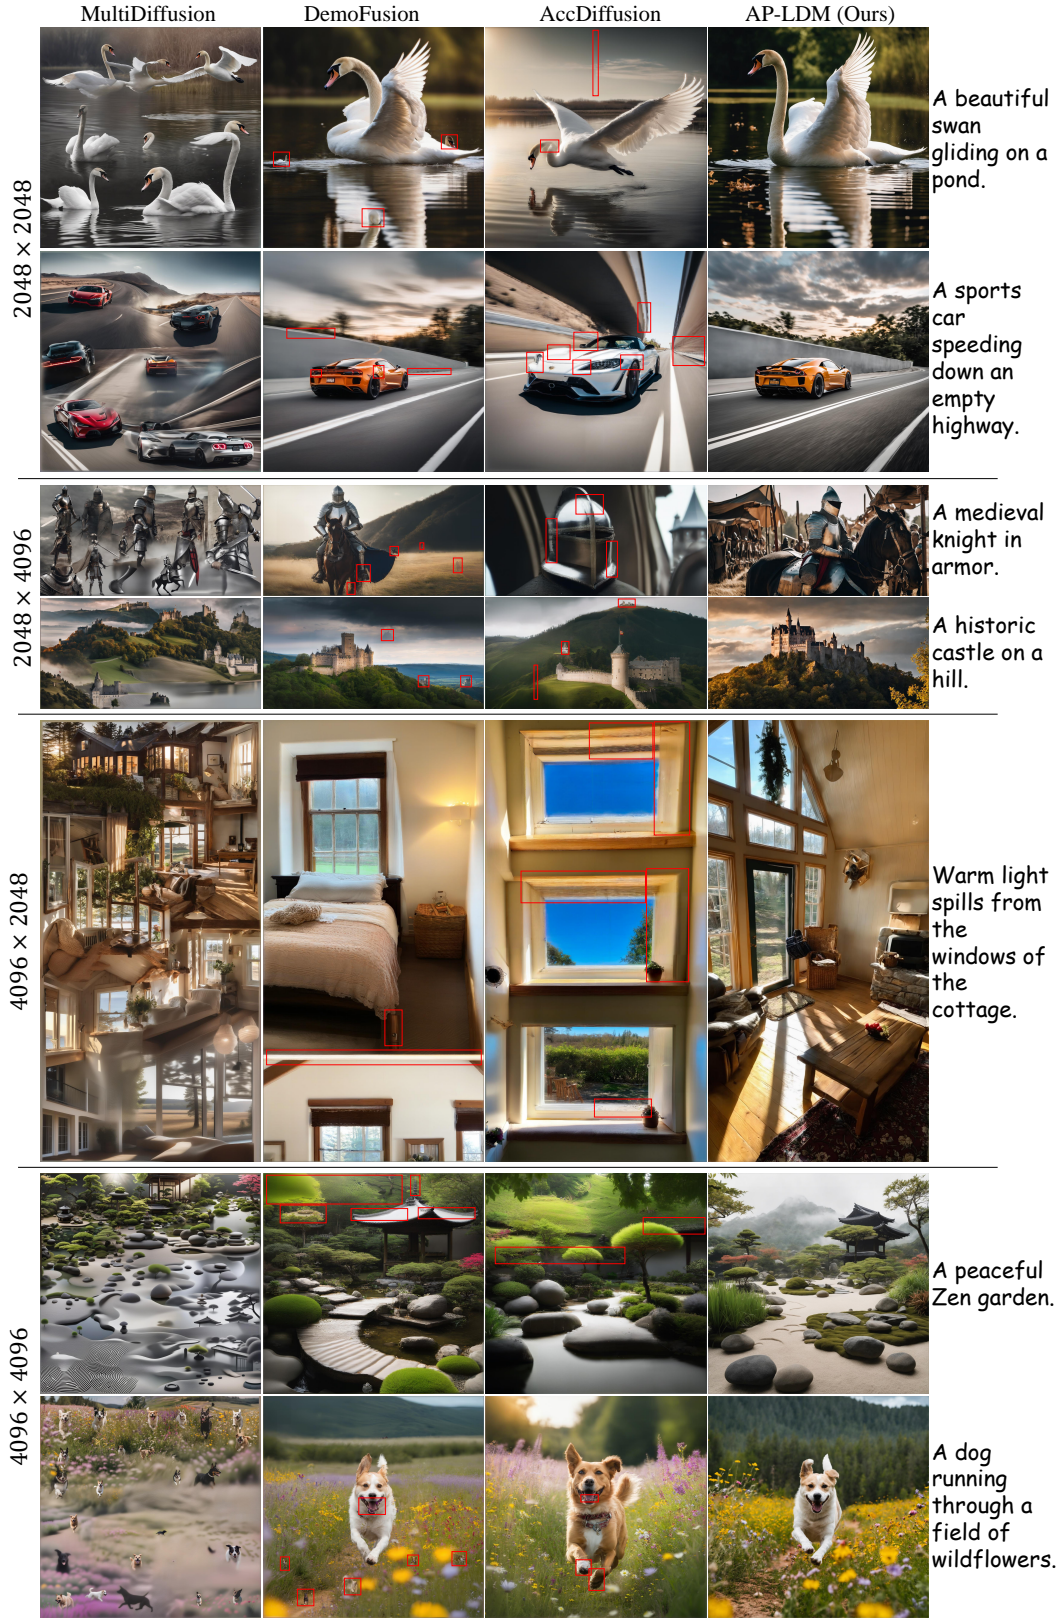 MultiDiffusion
DemoFusion
AccDiffusion
AP-LDM (Ours)
2048 × 2048
A beautiful
swan
gliding on a
pond.
A sports
car
speeding
down an
empty
highway.
2048 × 4096
A medieval
knight in
armor.
A historic
castle on a
hill.
4096 × 2048
Warm light
spills from
the
windows of
the
cottage.
4096 × 4096
A peaceful
Zen garden.
A dog
running
through a
field of
wildflowers.